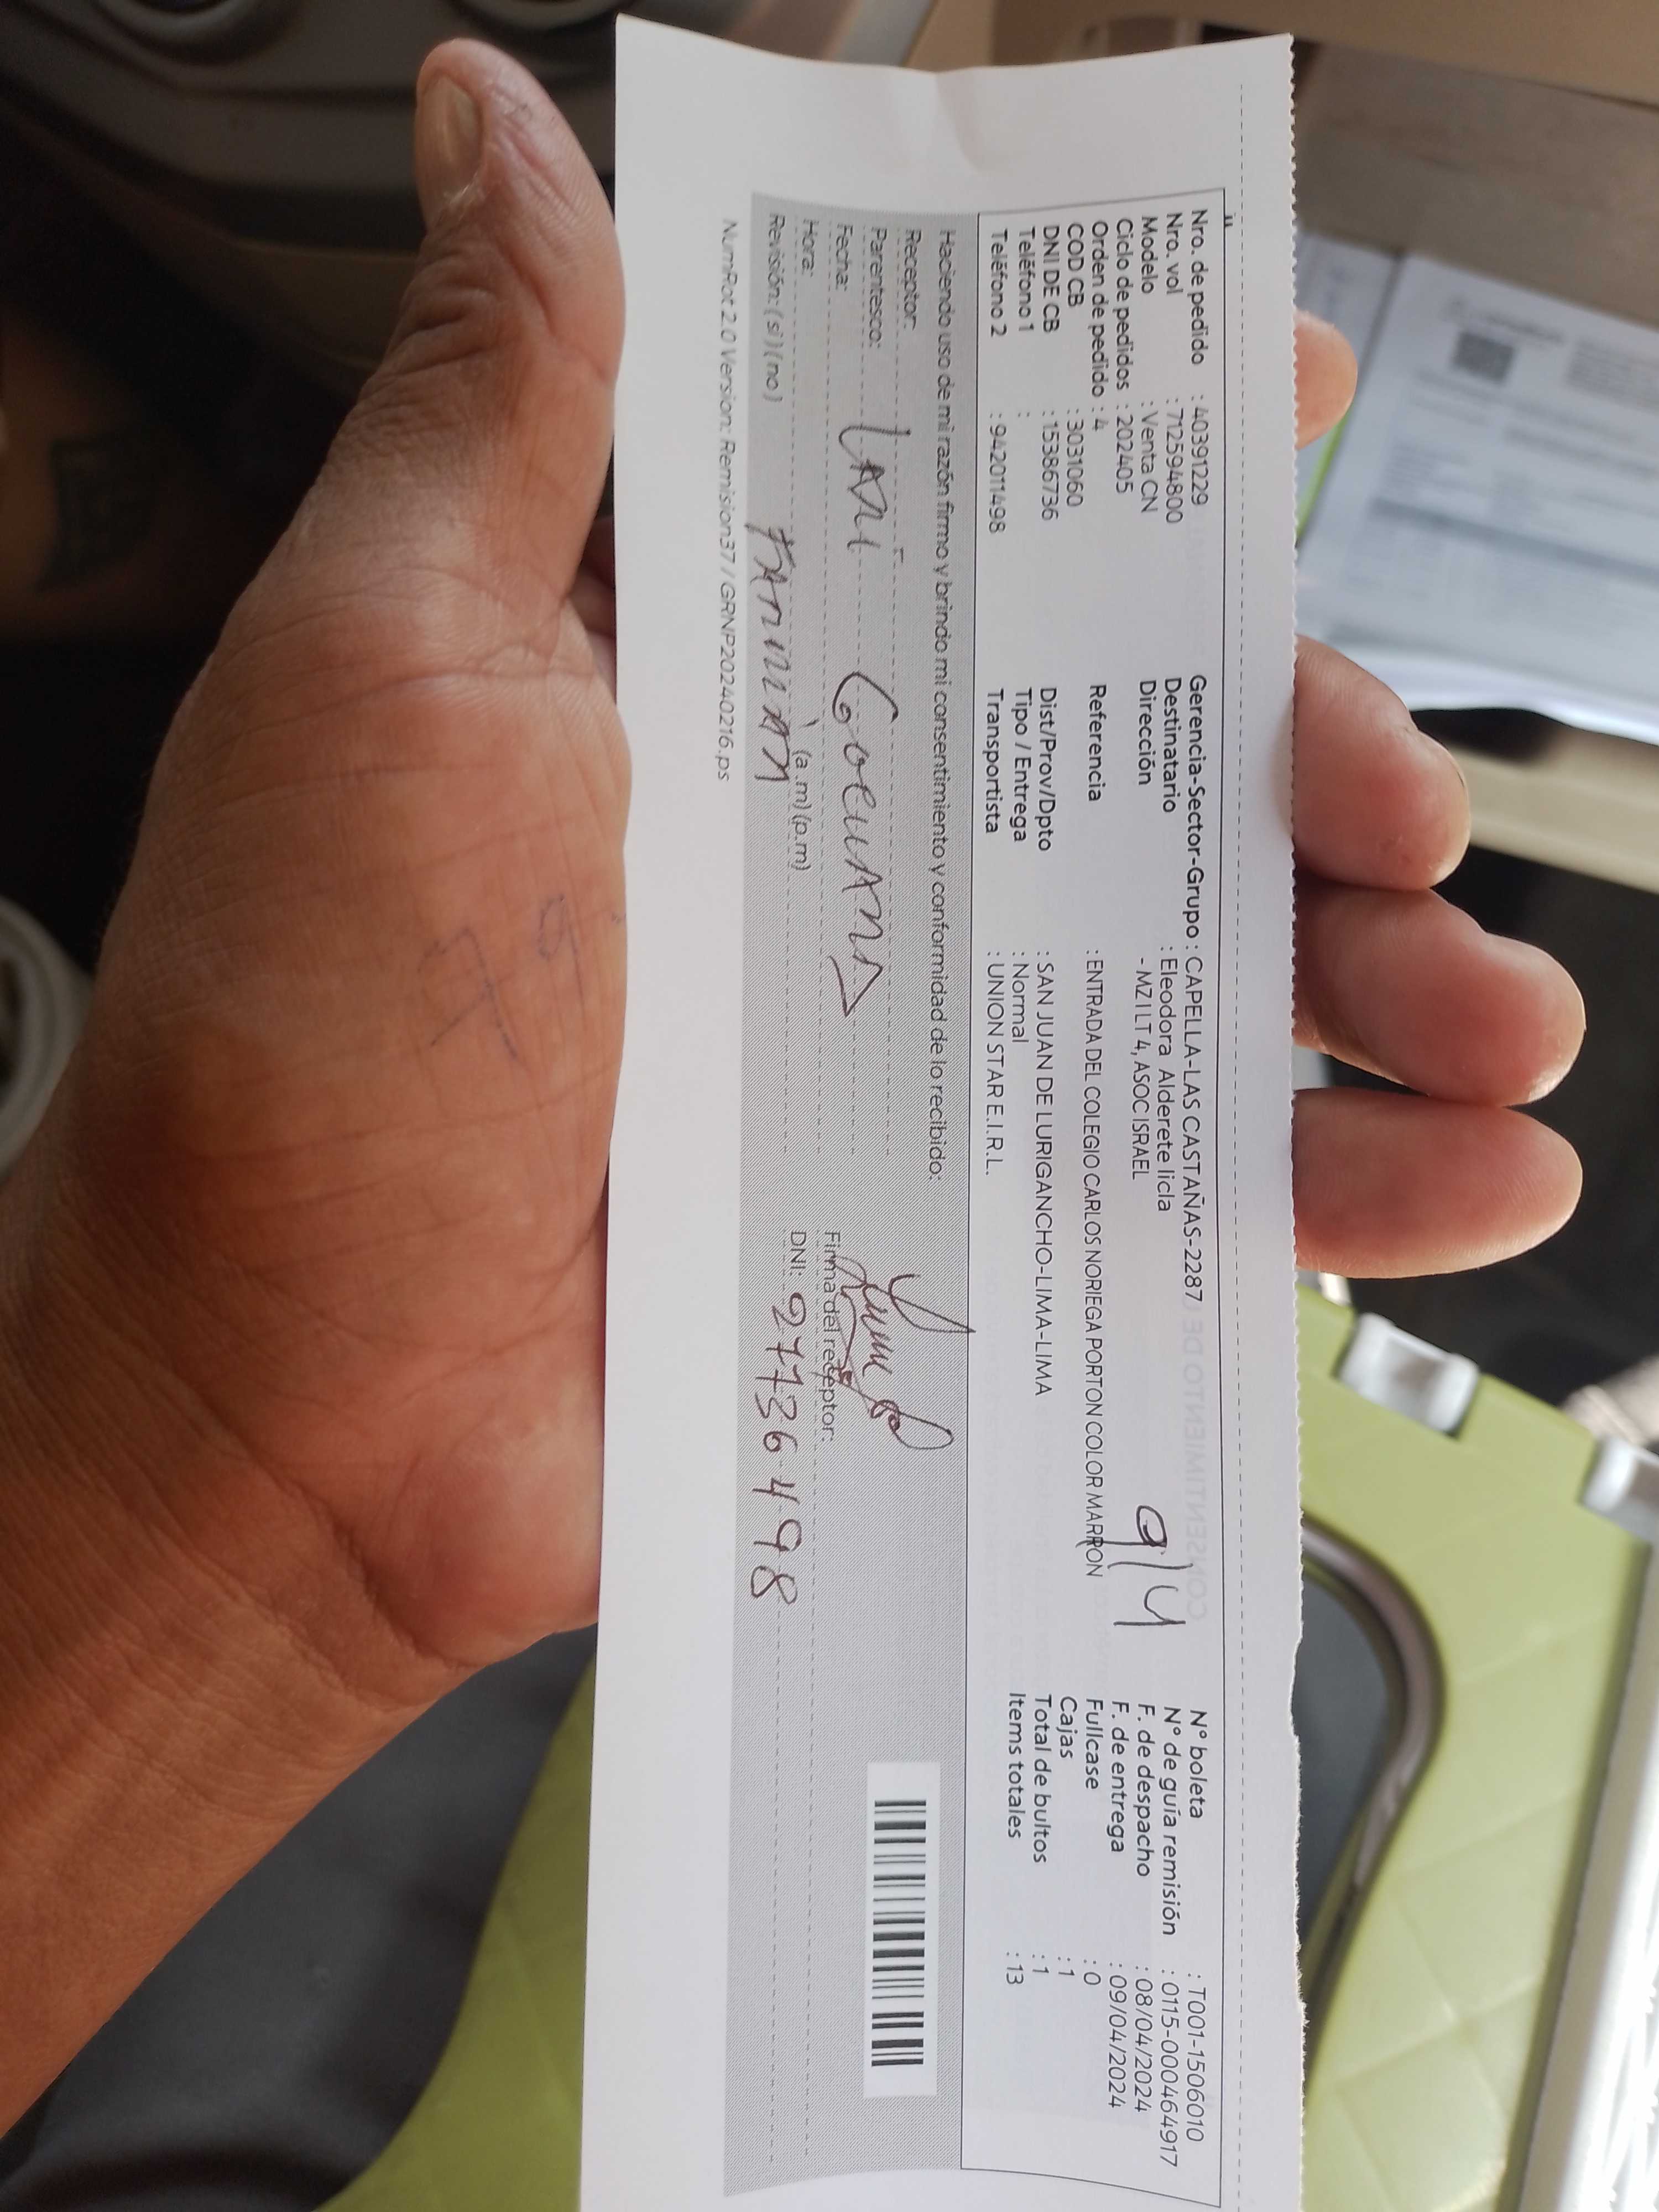 Nro. de pedido : 40391229
Nro. vol : 712594800
Modelo : Venta CN
Ciclo de pedidos : 202405
Orden de pedido : 4
COD CB : 3031060
DNI DE CB : 15386736
Teléfono 1 :
Teléfono 2 : 942011498
Gerencia-Sector-Grupo : CAPELLA-LAS CASTAÑAS-2287
Destinatario : Eleodora Alderete licla
Dirección - MZ I LT 4, ASOC ISRAEL
Referencia : ENTRADA DEL COLEGIO CARLOS NORIEGA PORTON COLOR MARRON
Dist/Prov/Dpto : SAN JUAN DE LURIGANCHO-LIMA-LIMA
Tipo / Entrega : Normal
Transportista : UNION STAR E.I.R.L.
9/4
N° boleta : T001-1506010
N° de guía remisión : 0115-000464917
F. de despacho : 08/04/2024
F. de entrega : 09/04/2024
Fullcase : 0
Cajas : 1
Total de bultos : 1
Items totales : 13
Haciendo uso de mi razón firmo y brindo mi consentimiento y conformidad de lo recibido:
Receptor:
Parentesco:
Fecha:
Hora: (a.m) (p.m)
Revisión: (si) (no)
Firma del receptor:
DNI: 27736498
NumRot 2.0 Version: Remision37 / GRNP20240216.ps